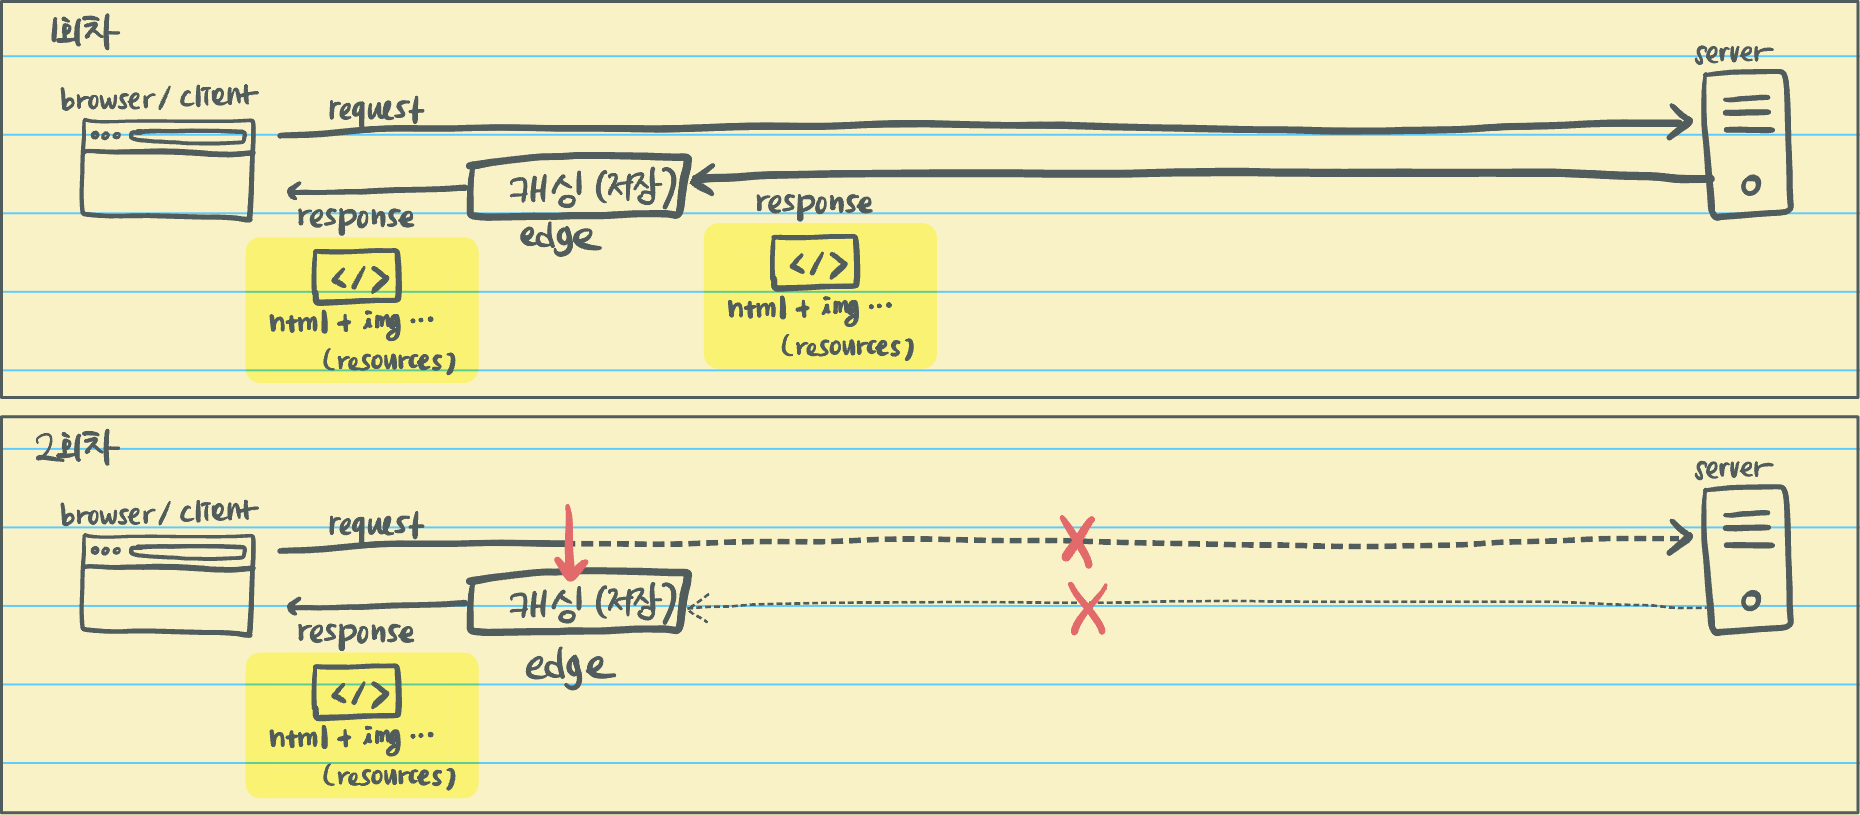 1회차
server
browser/ client
request
캐싱 (저장)
response
response
edge
</>
</>
html + img ...
html + img ...
(resources)
(resources)
2회차
server
browser/ client
request
캐싱 (저장)
response
edge
</>
html + img ...
(resources)